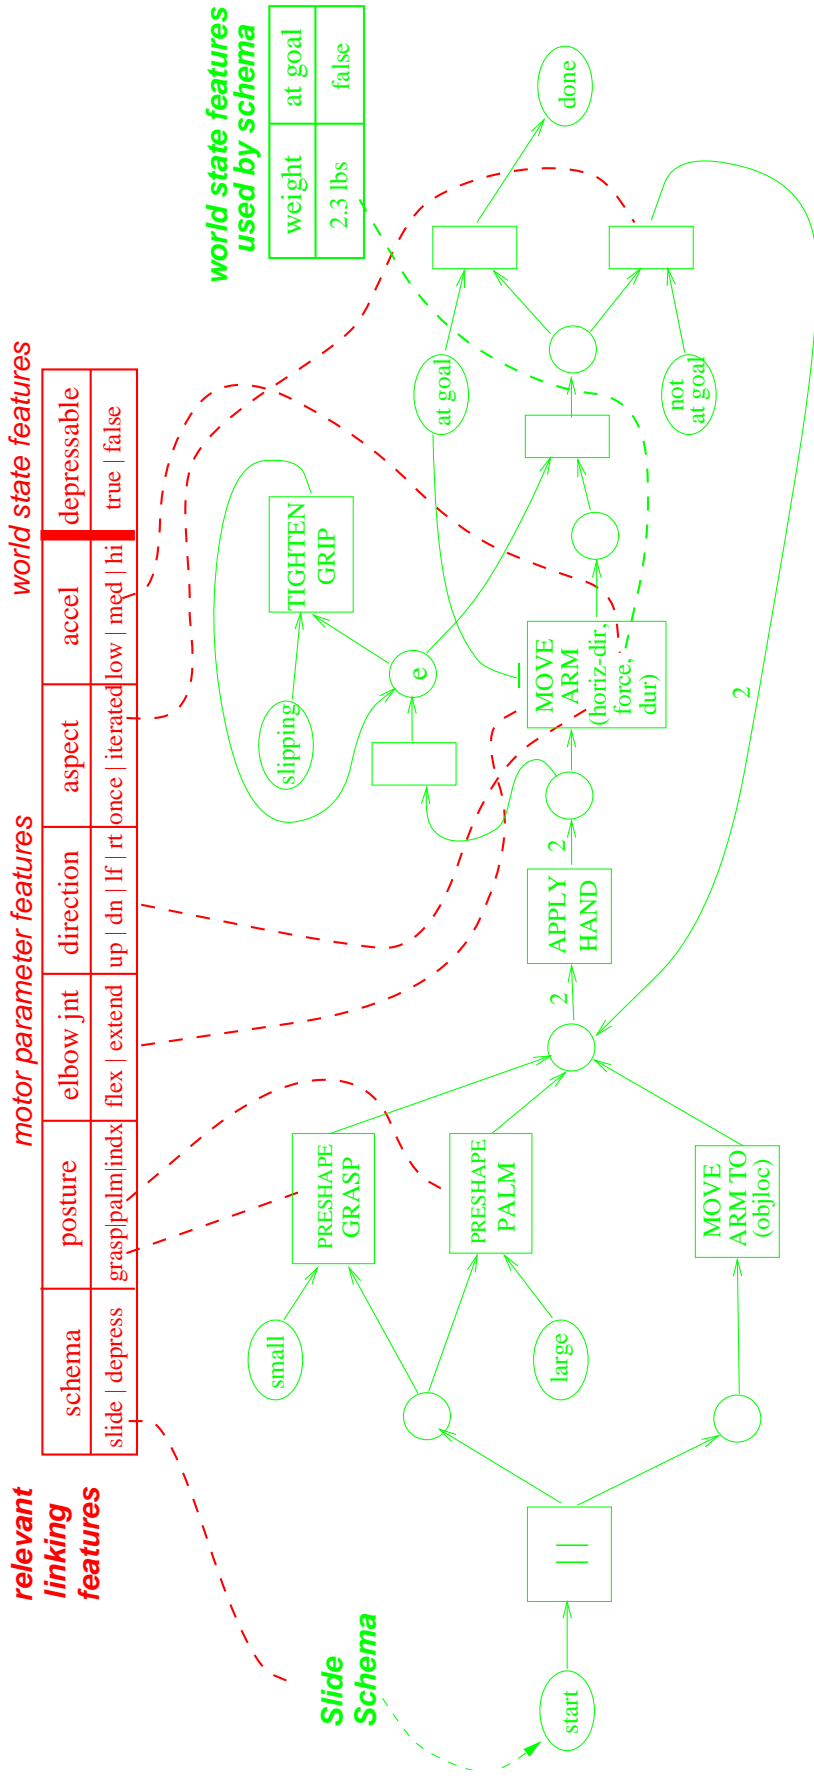 relevant
linking
features
motor parameter features
world state features
schema
posture
elbow jnt
direction
aspect
accel
depressable
slide | depress
grasp|palm|indx
flex | extend
up | dn | lf | rt
once | iterated
low | med | hi
true | false
world state features
used by schema
weight
at goal
2.3 lbs
false
Slide
Schema
start
||
small
large
PRESHAPE
GRASP
PRESHAPE
PALM
MOVE
ARM TO
(objloc)
2
APPLY
HAND
2
slipping
e
TIGHTEN
GRIP
MOVE
ARM
(horiz-dir,
force,
dur)
at goal
not
at goal
done
2